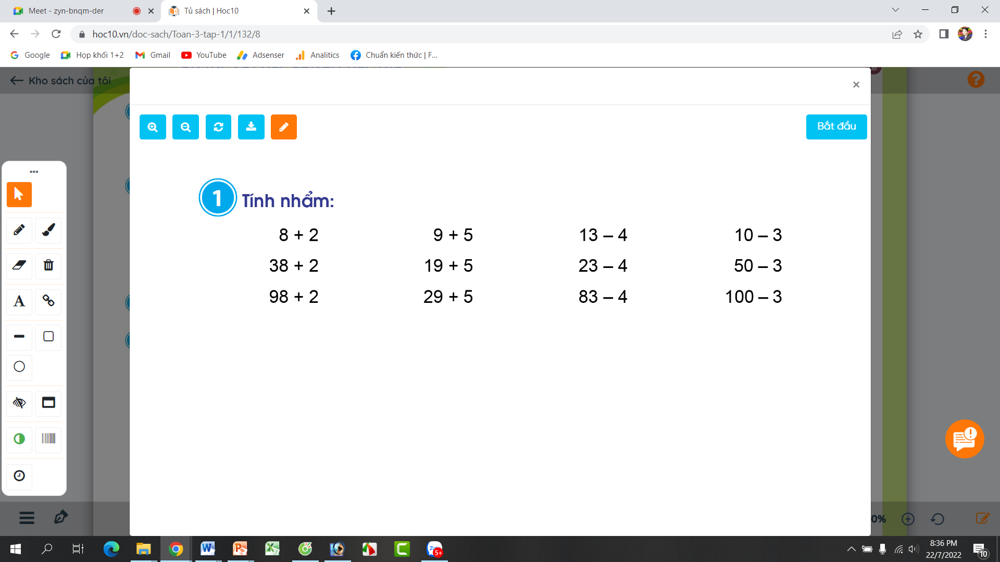 Meet - zyn-bnqm-der
Tủ sách | Hoc10
hoc10.vn/doc-sach/Toan-3-tap-1/1/132/8
Google
Họp khối 1+2
Gmail
YouTube
Adsenser
Analitics
Chuẩn kiến thức | F...
Kho sách của tôi
?
×
Bắt đầu
1 Tính nhẩm:
8 + 2 9 + 5 13 – 4 10 – 3
38 + 2 19 + 5 23 – 4 50 – 3
98 + 2 29 + 5 83 – 4 100 – 3
A
0%
5+
8:36 PM
22/7/2022
10